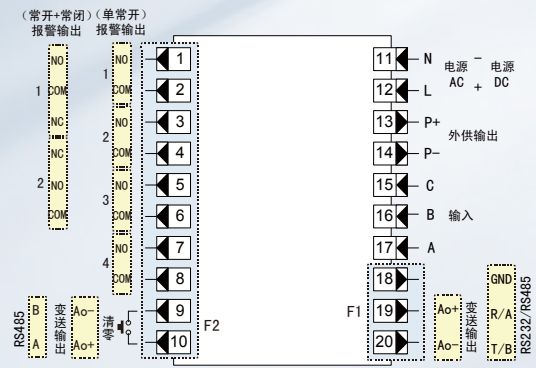 (常开+常闭) (单常开)
报警输出 报警输出
NO
1 COM
NC
NC
2 NO
COM
NO
1
COM
NO
2
COM
NO
3
COM
NO
4
COM
1
2
3
4
5
6
7
8
9
10
F2
RS485
B
A
变送输出
Ao-
Ao+
清零
11 N 电源 - 电源
12 L AC + DC
13 P+
外供输出
14 P-
15 C
16 B 输入
17 A
18
F1 19
20
Ao+
Ao-
变送输出
GND
R/A
T/B
RS232/RS485